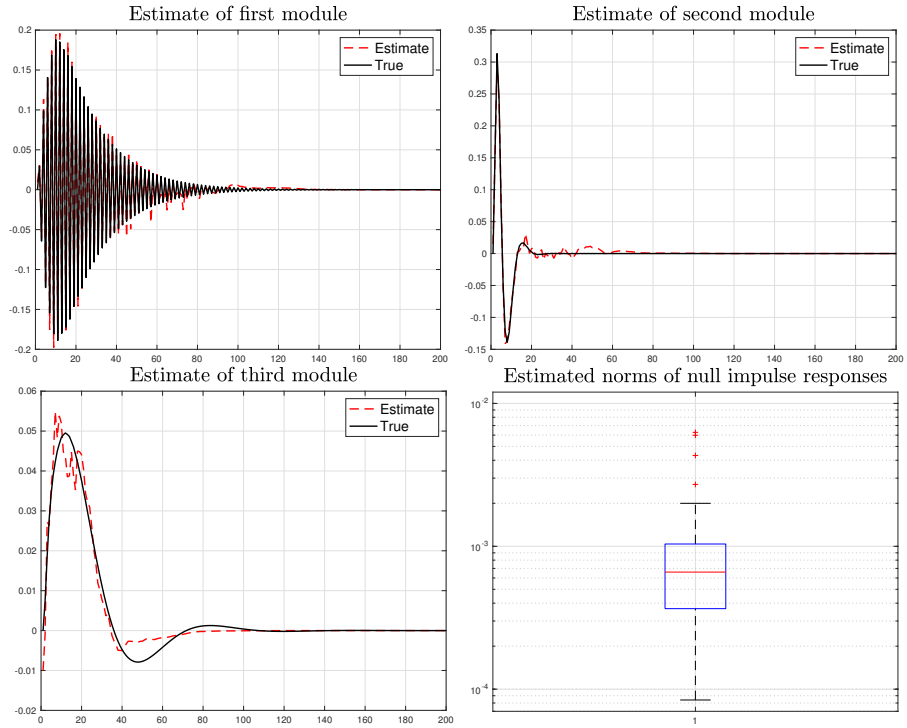 Estimate of first module
0.2
0.15
0.1
0.05
0
-0.05
-0.1
-0.15
-0.2
0 20 40 60 80 100 120 140 160 180 200
Estimate
True
Estimate of second module
0.35
0.3
0.25
0.2
0.15
0.1
0.05
0
-0.05
-0.1
-0.15
0 20 40 60 80 100 120 140 160 180 200
Estimate
True
Estimate of third module
0.06
0.05
0.04
0.03
0.02
0.01
0
-0.01
-0.02
0 20 40 60 80 100 120 140 160 180 200
Estimate
True
Estimated norms of null impulse responses
10⁻²
10⁻³
10⁻⁴
1